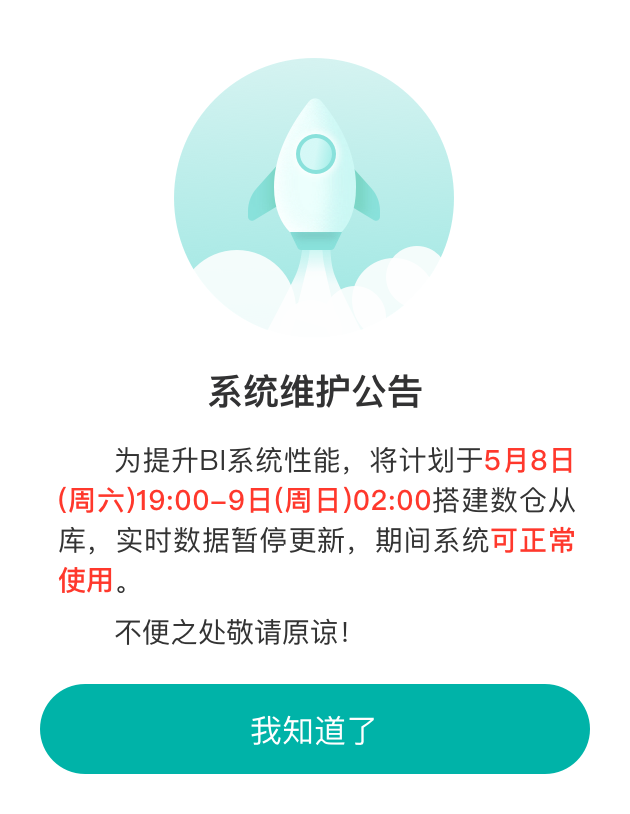 系统维护公告
为提升BI系统性能，将计划于5月8日
(周六)19:00-9日(周日)02:00搭建数仓从
库，实时数据暂停更新，期间系统可正常
使用。
不便之处敬请原谅！
我知道了